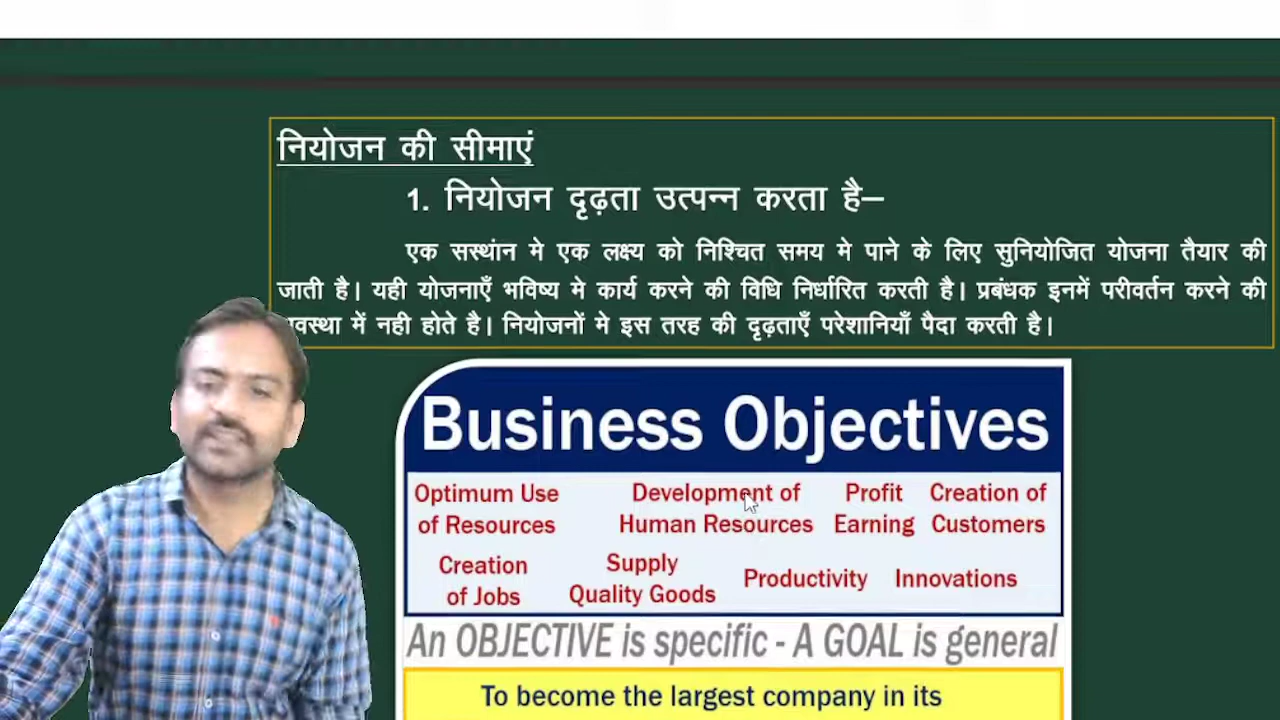 नियोजन की सीमाएं
1. नियोजन दृढ़ता उत्पन्न करता है–
एक सस्थांन मे एक लक्ष्य को निश्चित समय मे पाने के लिए सुनियोजित योजना तैयार की
जाती है। यही योजनाएँ भविष्य मे कार्य करने की विधि निर्धारित करती है। प्रबंधक इनमें परीवर्तन करने की
में नही होते है। नियोजनों मे इस तरह की दृढ़ताएँ परेशानियाँ पैदा करती है।
Business Objectives
Optimum Use Development of Profit Creation of
of Resources Human Resources Earning Customers
Creation Supply Productivity Innovations
of Jobs Quality Goods
An OBJECTIVE is specific - A GOAL is general
To become the largest company in its